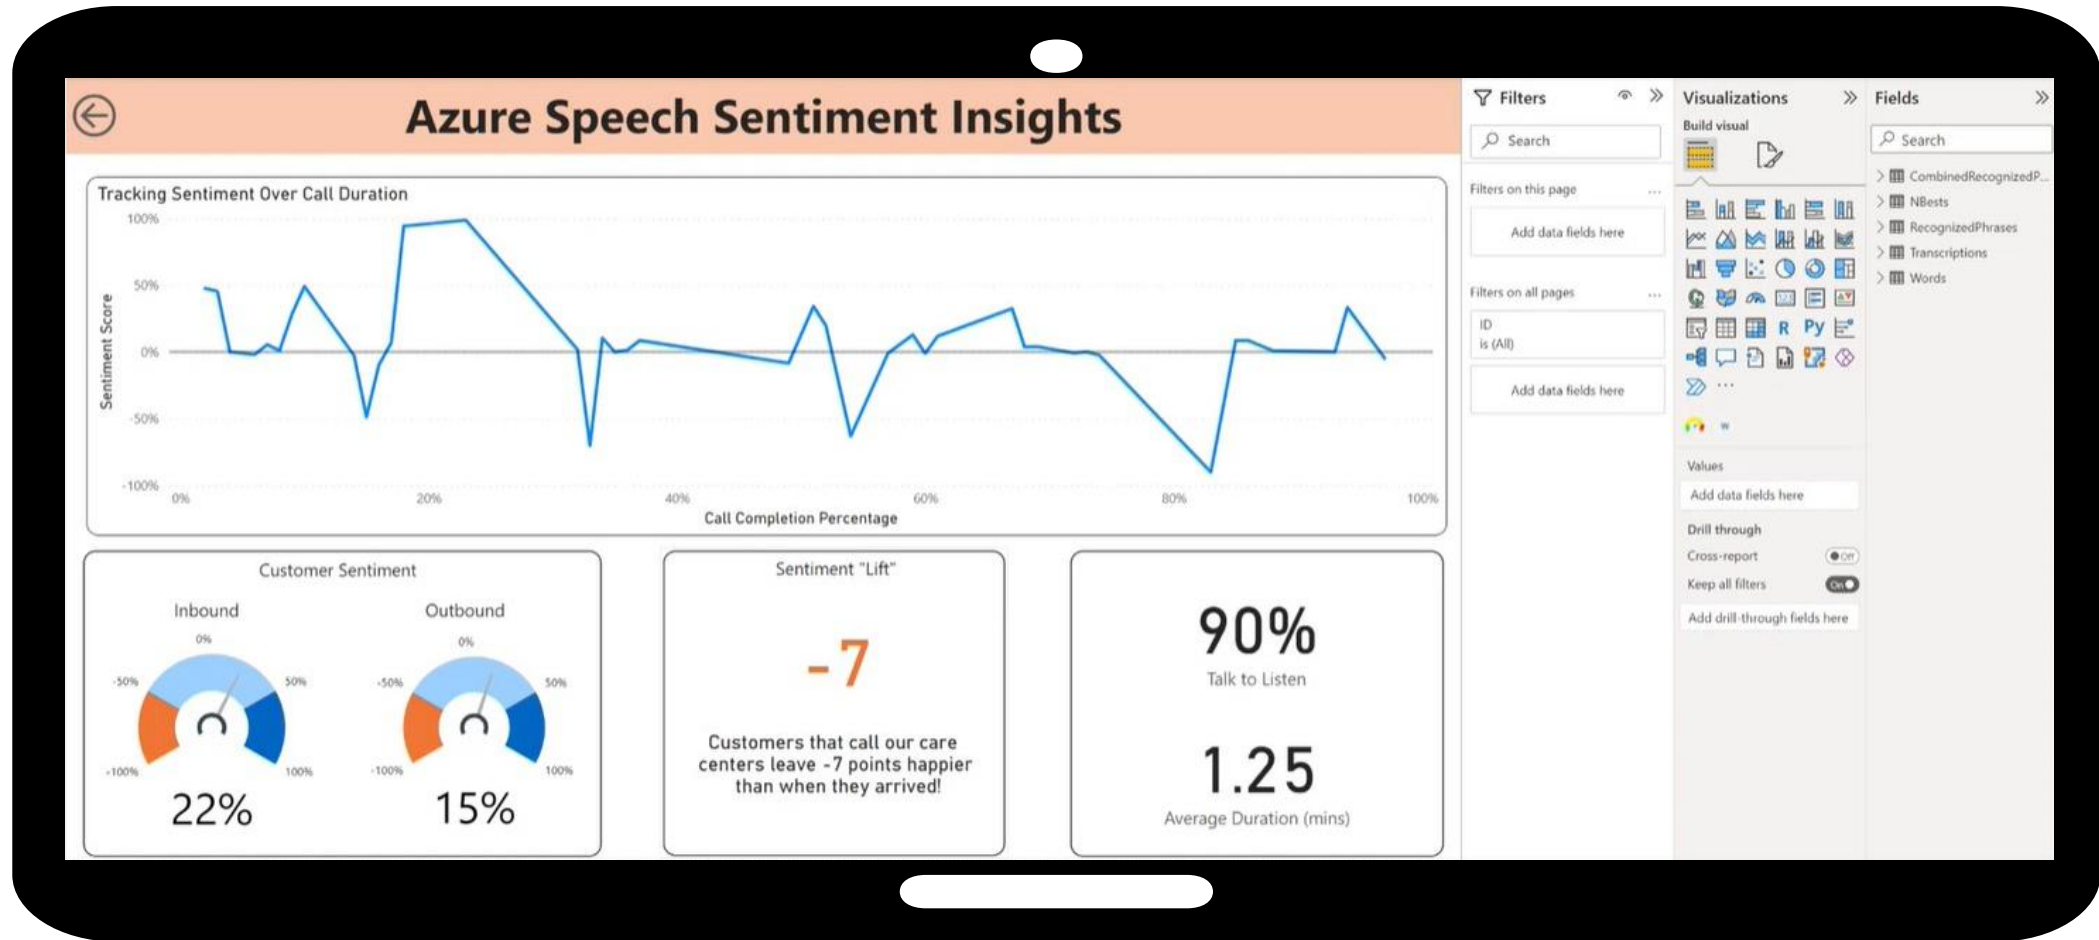 Azure Speech Sentiment Insights
Tracking Sentiment Over Call Duration
Sentiment Score
100%
50%
0%
-50%
-100%
0%
20%
40%
60%
80%
100%
Call Completion Percentage
Customer Sentiment
Inbound
0%
-50%
50%
-100%
100%
22%
Outbound
0%
-50%
50%
-100%
100%
15%
Sentiment "Lift"
-7
Customers that call our care
centers leave -7 points happier
than when they arrived!
90%
Talk to Listen
1.25
Average Duration (mins)
Filters
Search
Filters on this page
...
Add data fields here
Filters on all pages
...
ID
is (All)
Add data fields here
Visualizations
Build visual
R
Py
...
Values
Add data fields here
Drill through
Cross-report
Off
Keep all filters
On
Add drill-through fields here
Fields
Search
CombinedRecognizedP...
NBests
RecognizedPhrases
Transcriptions
Words